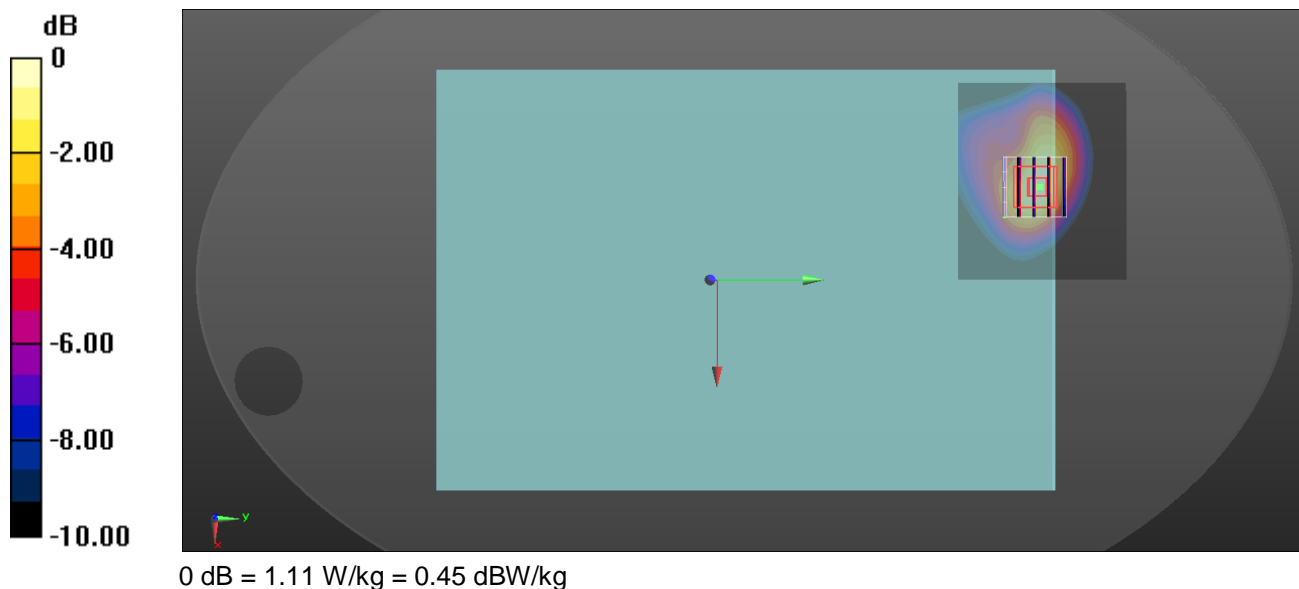 dB
0
-2.00
-4.00
-6.00
-8.00
-10.00
y
x
0 dB = 1.11 W/kg = 0.45 dBW/kg